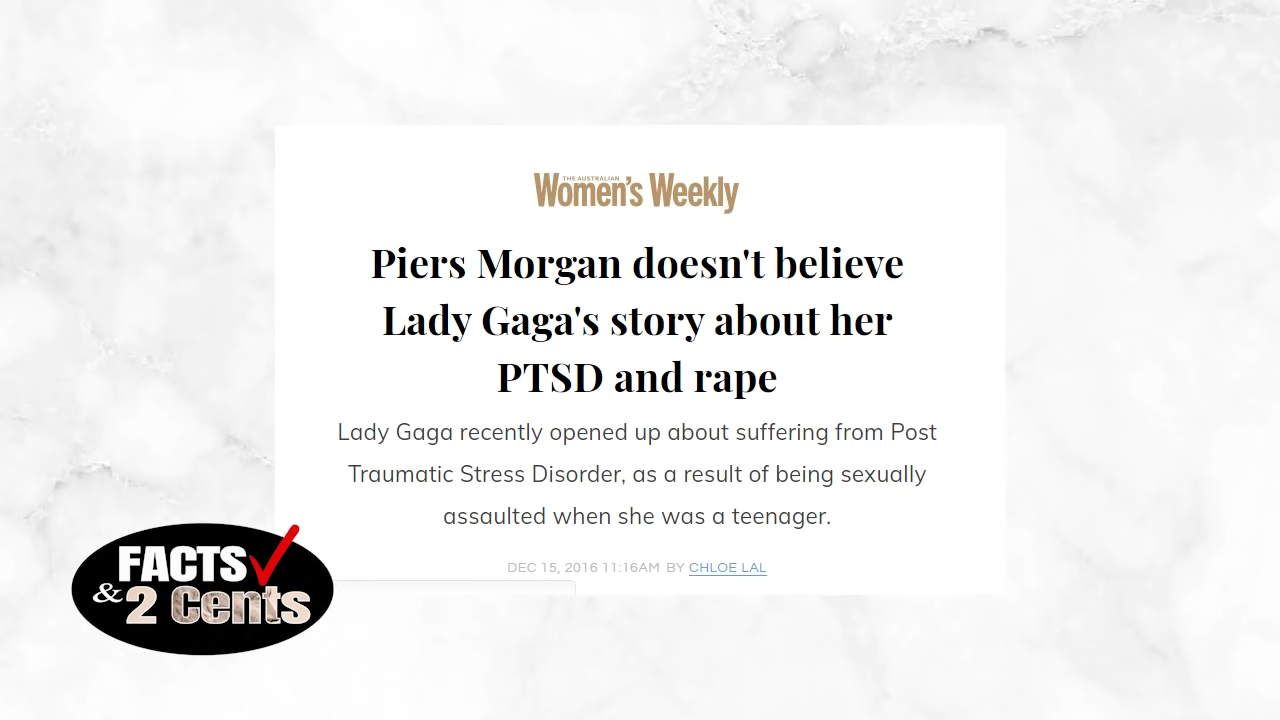 THE AUSTRALIAN
Women's Weekly
Piers Morgan doesn't believe
Lady Gaga's story about her
PTSD and rape
Lady Gaga recently opened up about suffering from Post
Traumatic Stress Disorder, as a result of being sexually
assaulted when she was a teenager.
DEC 15, 2016 11:16AM BY CHLOE LAL
FACTS
& 2 Cents